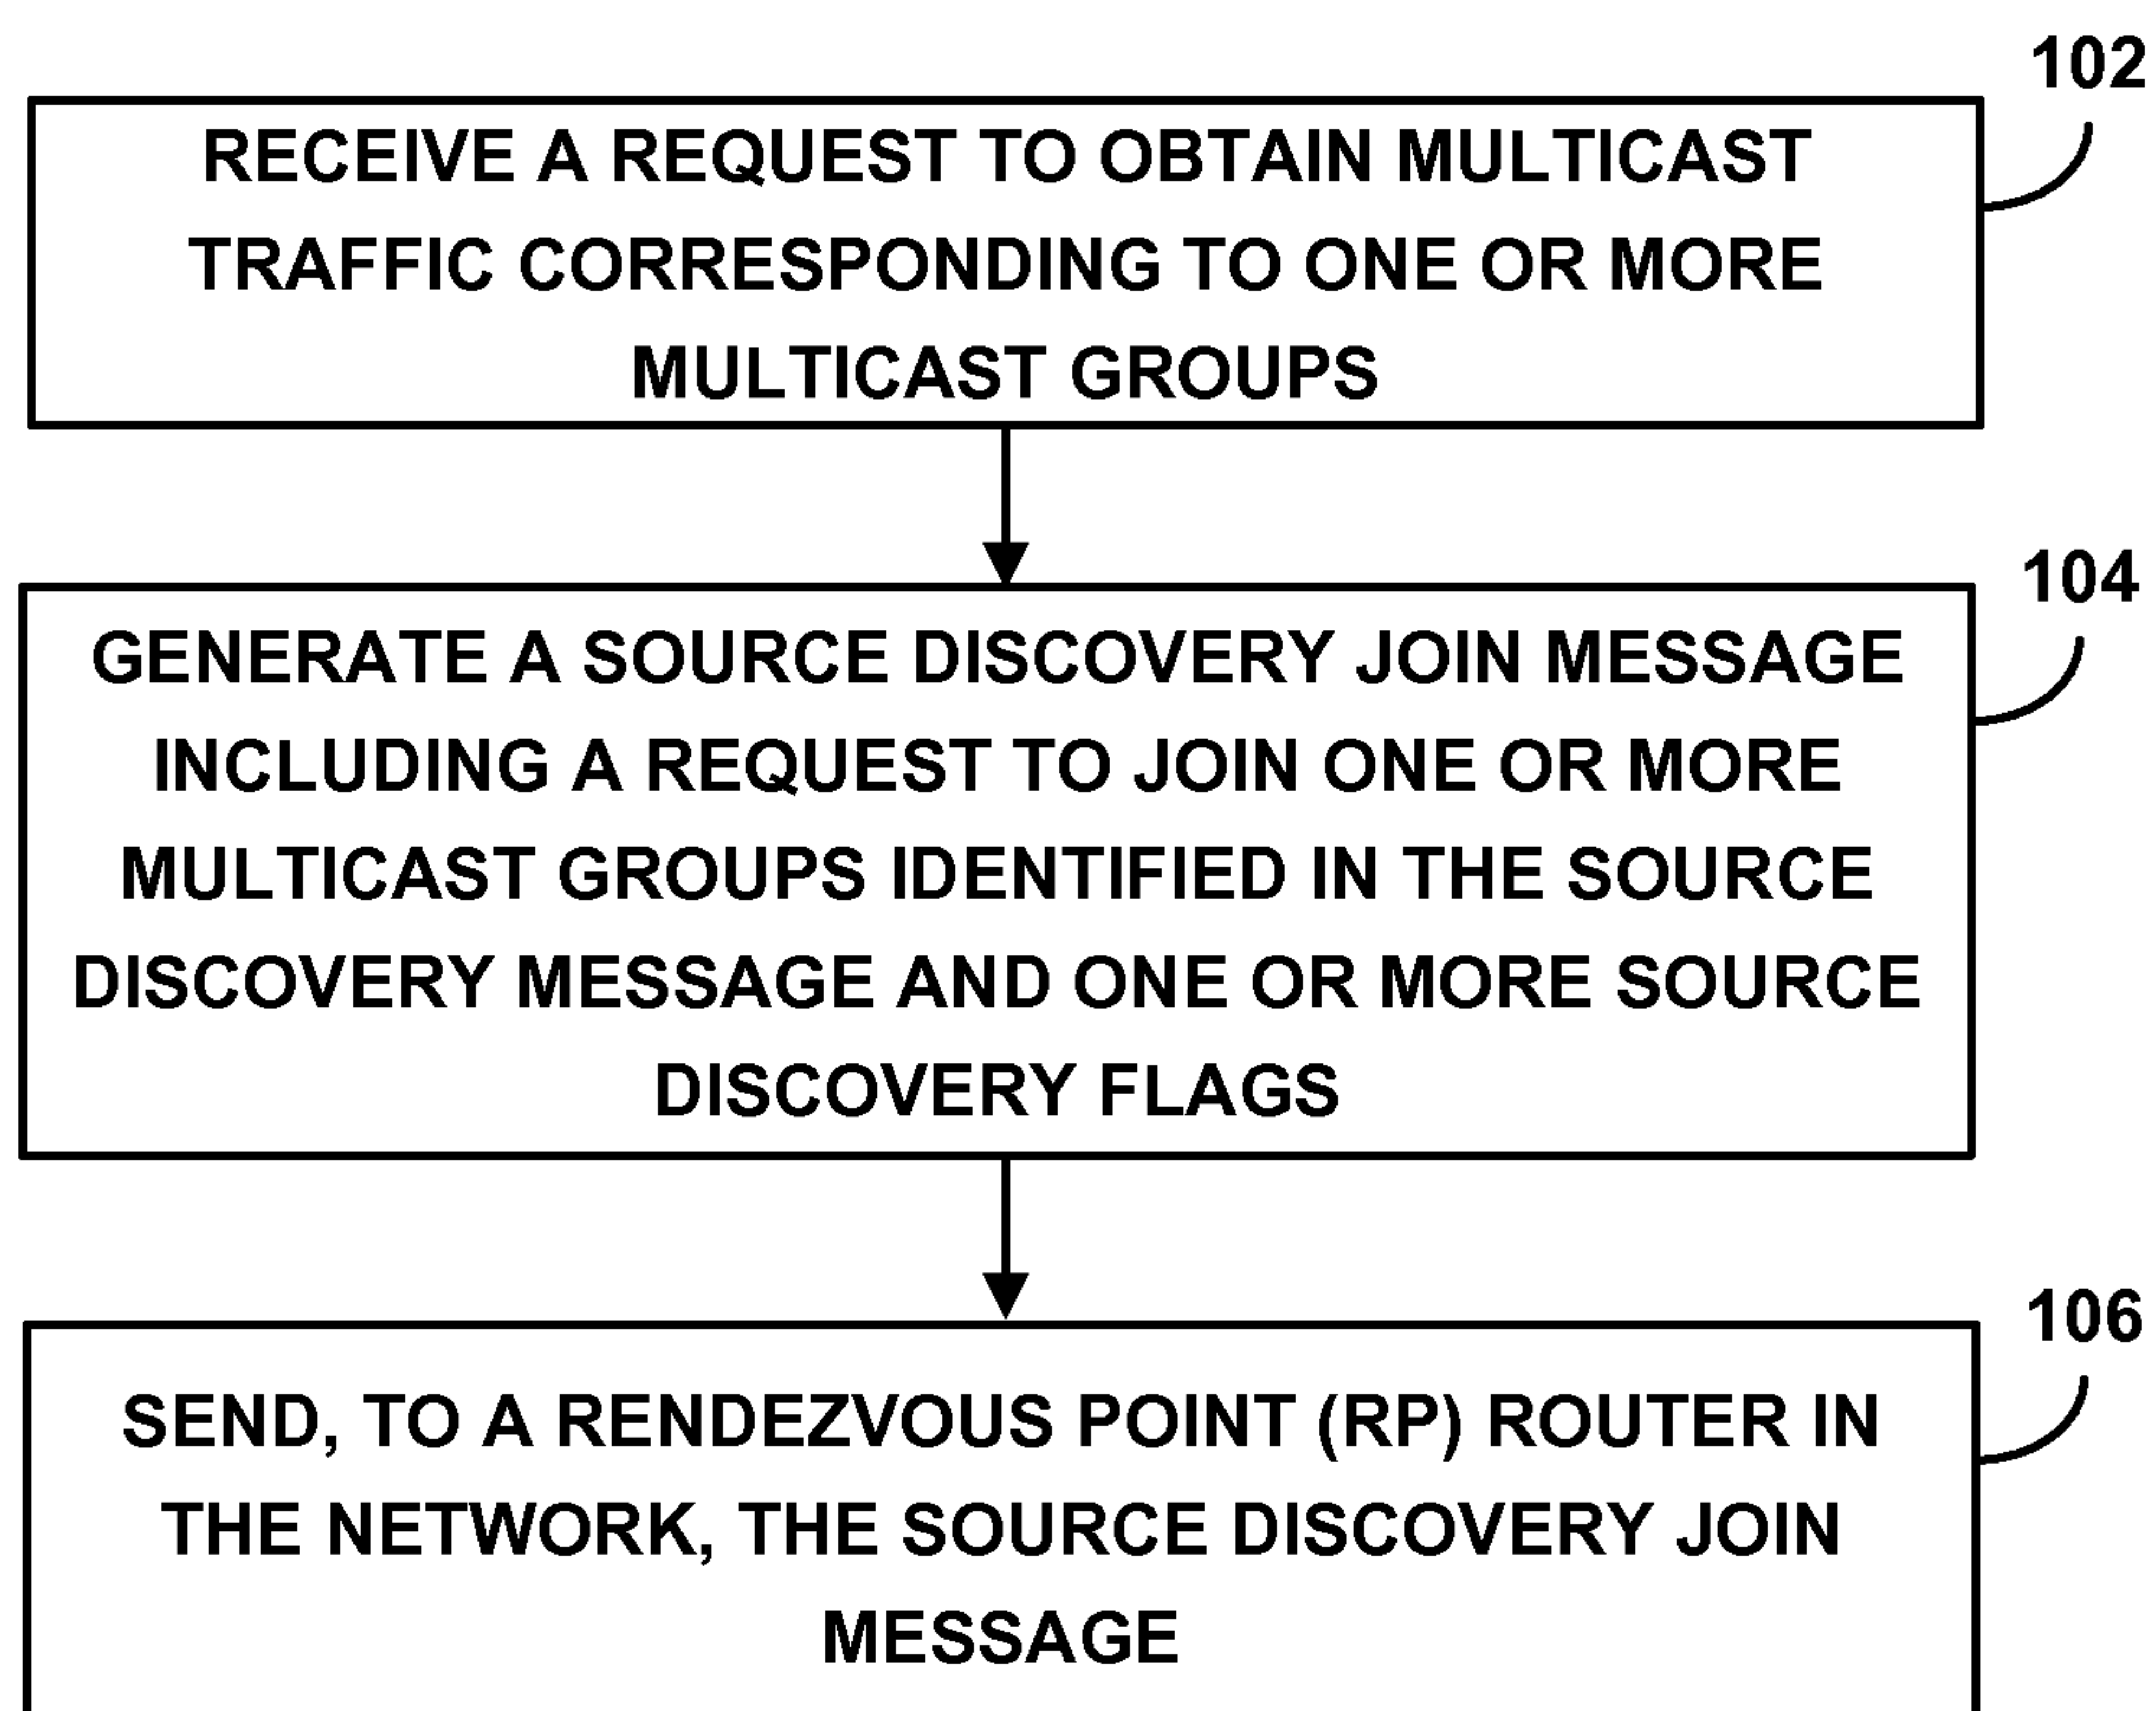 102
RECEIVE A REQUEST TO OBTAIN MULTICAST
TRAFFIC CORRESPONDING TO ONE OR MORE
MULTICAST GROUPS
104
GENERATE A SOURCE DISCOVERY JOIN MESSAGE
INCLUDING A REQUEST TO JOIN ONE OR MORE
MULTICAST GROUPS IDENTIFIED IN THE SOURCE
DISCOVERY MESSAGE AND ONE OR MORE SOURCE
DISCOVERY FLAGS
106
SEND, TO A RENDEZVOUS POINT (RP) ROUTER IN
THE NETWORK, THE SOURCE DISCOVERY JOIN
MESSAGE